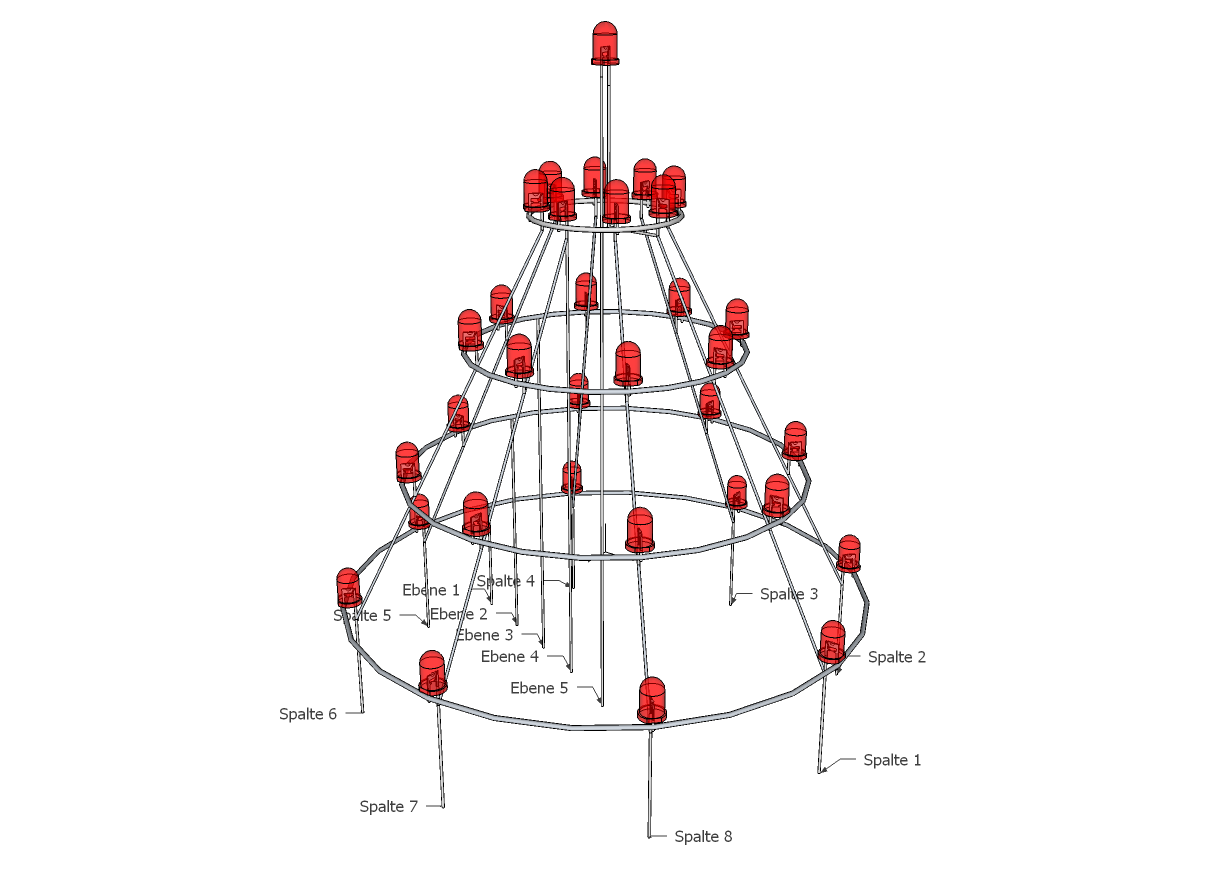 Spalte 4
Ebene 1
Spalte 3
Spalte 5
Ebene 2
Ebene 3
Ebene 4
Spalte 2
Ebene 5
Spalte 6
Spalte 1
Spalte 7
Spalte 8